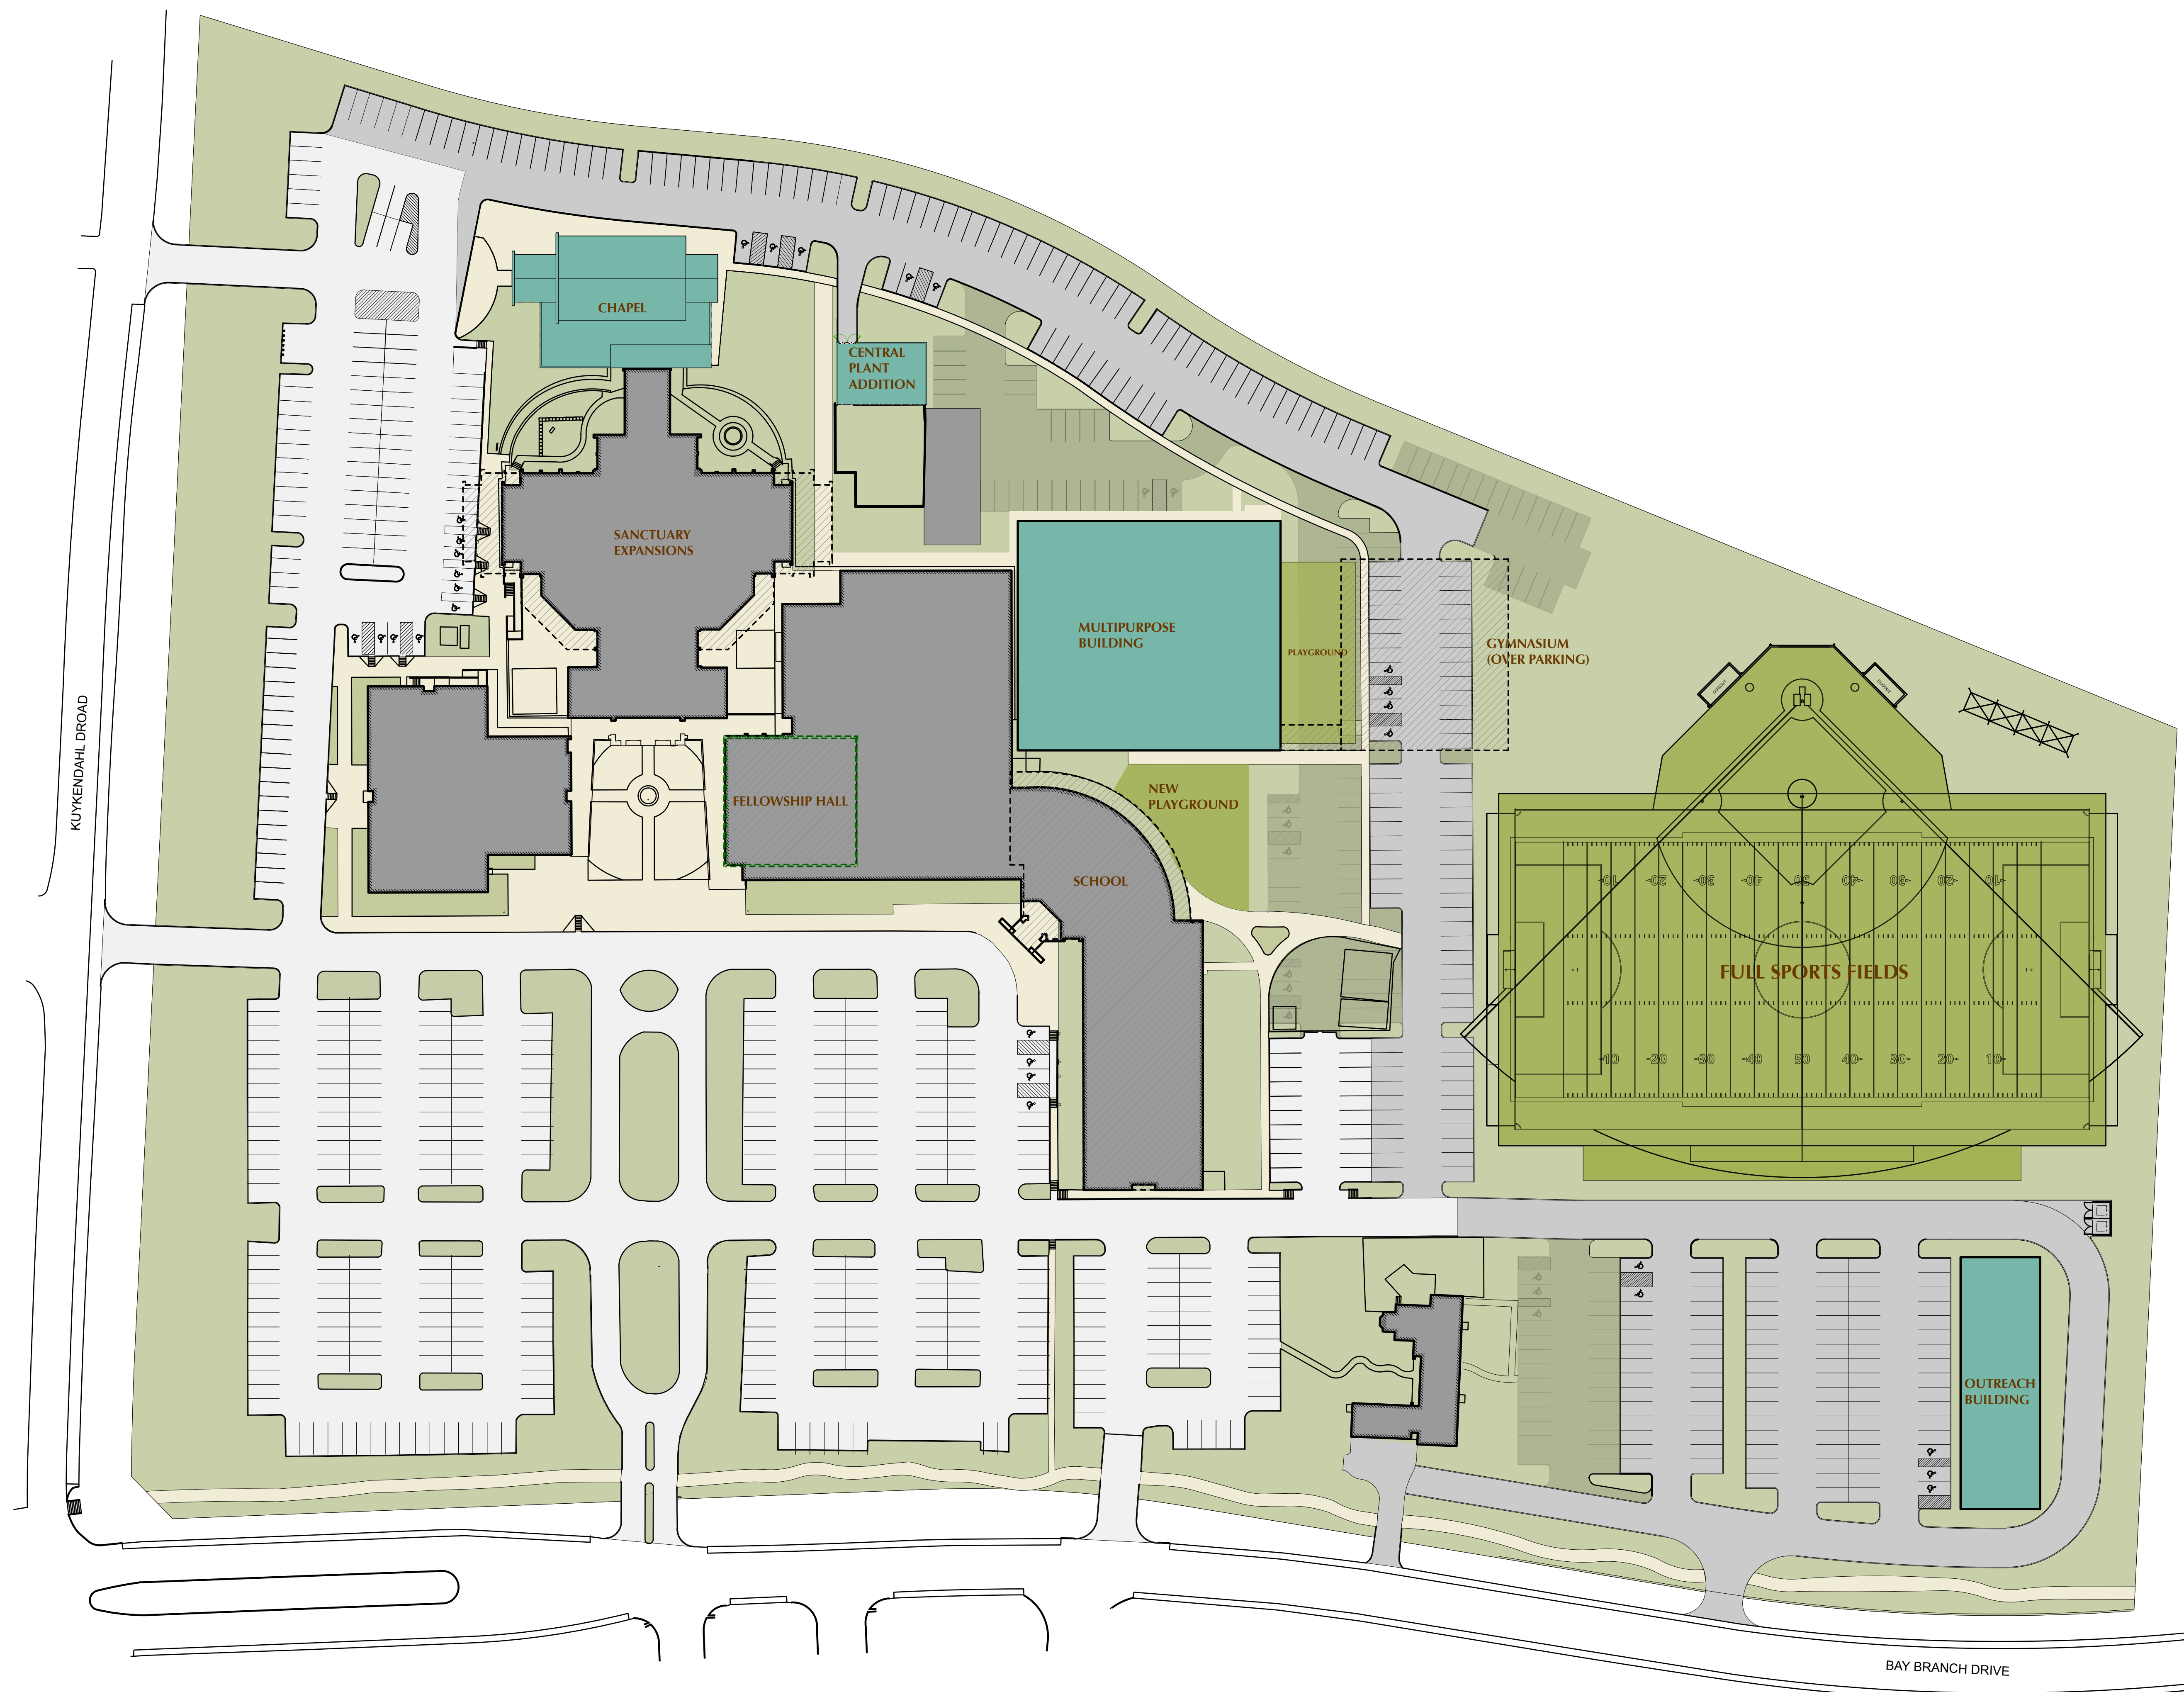 CHAPEL
CENTRAL
PLANT
ADDITION
SANCTUARY
EXPANSIONS
MULTIPURPOSE
BUILDING
PLAYGROUND
GYMNASIUM
(OVER PARKING)
DUGOUT
DUGOUT
KUYKENDAHL DROAD
NEW
PLAYGROUND
FELLOWSHIP HALL
SCHOOL
10 20 30 40 50 40 30 20 10
FULL SPORTS FIELDS
10 20 30 40 50 40 30 20 10
OUTREACH
BUILDING
BAY BRANCH DRIVE